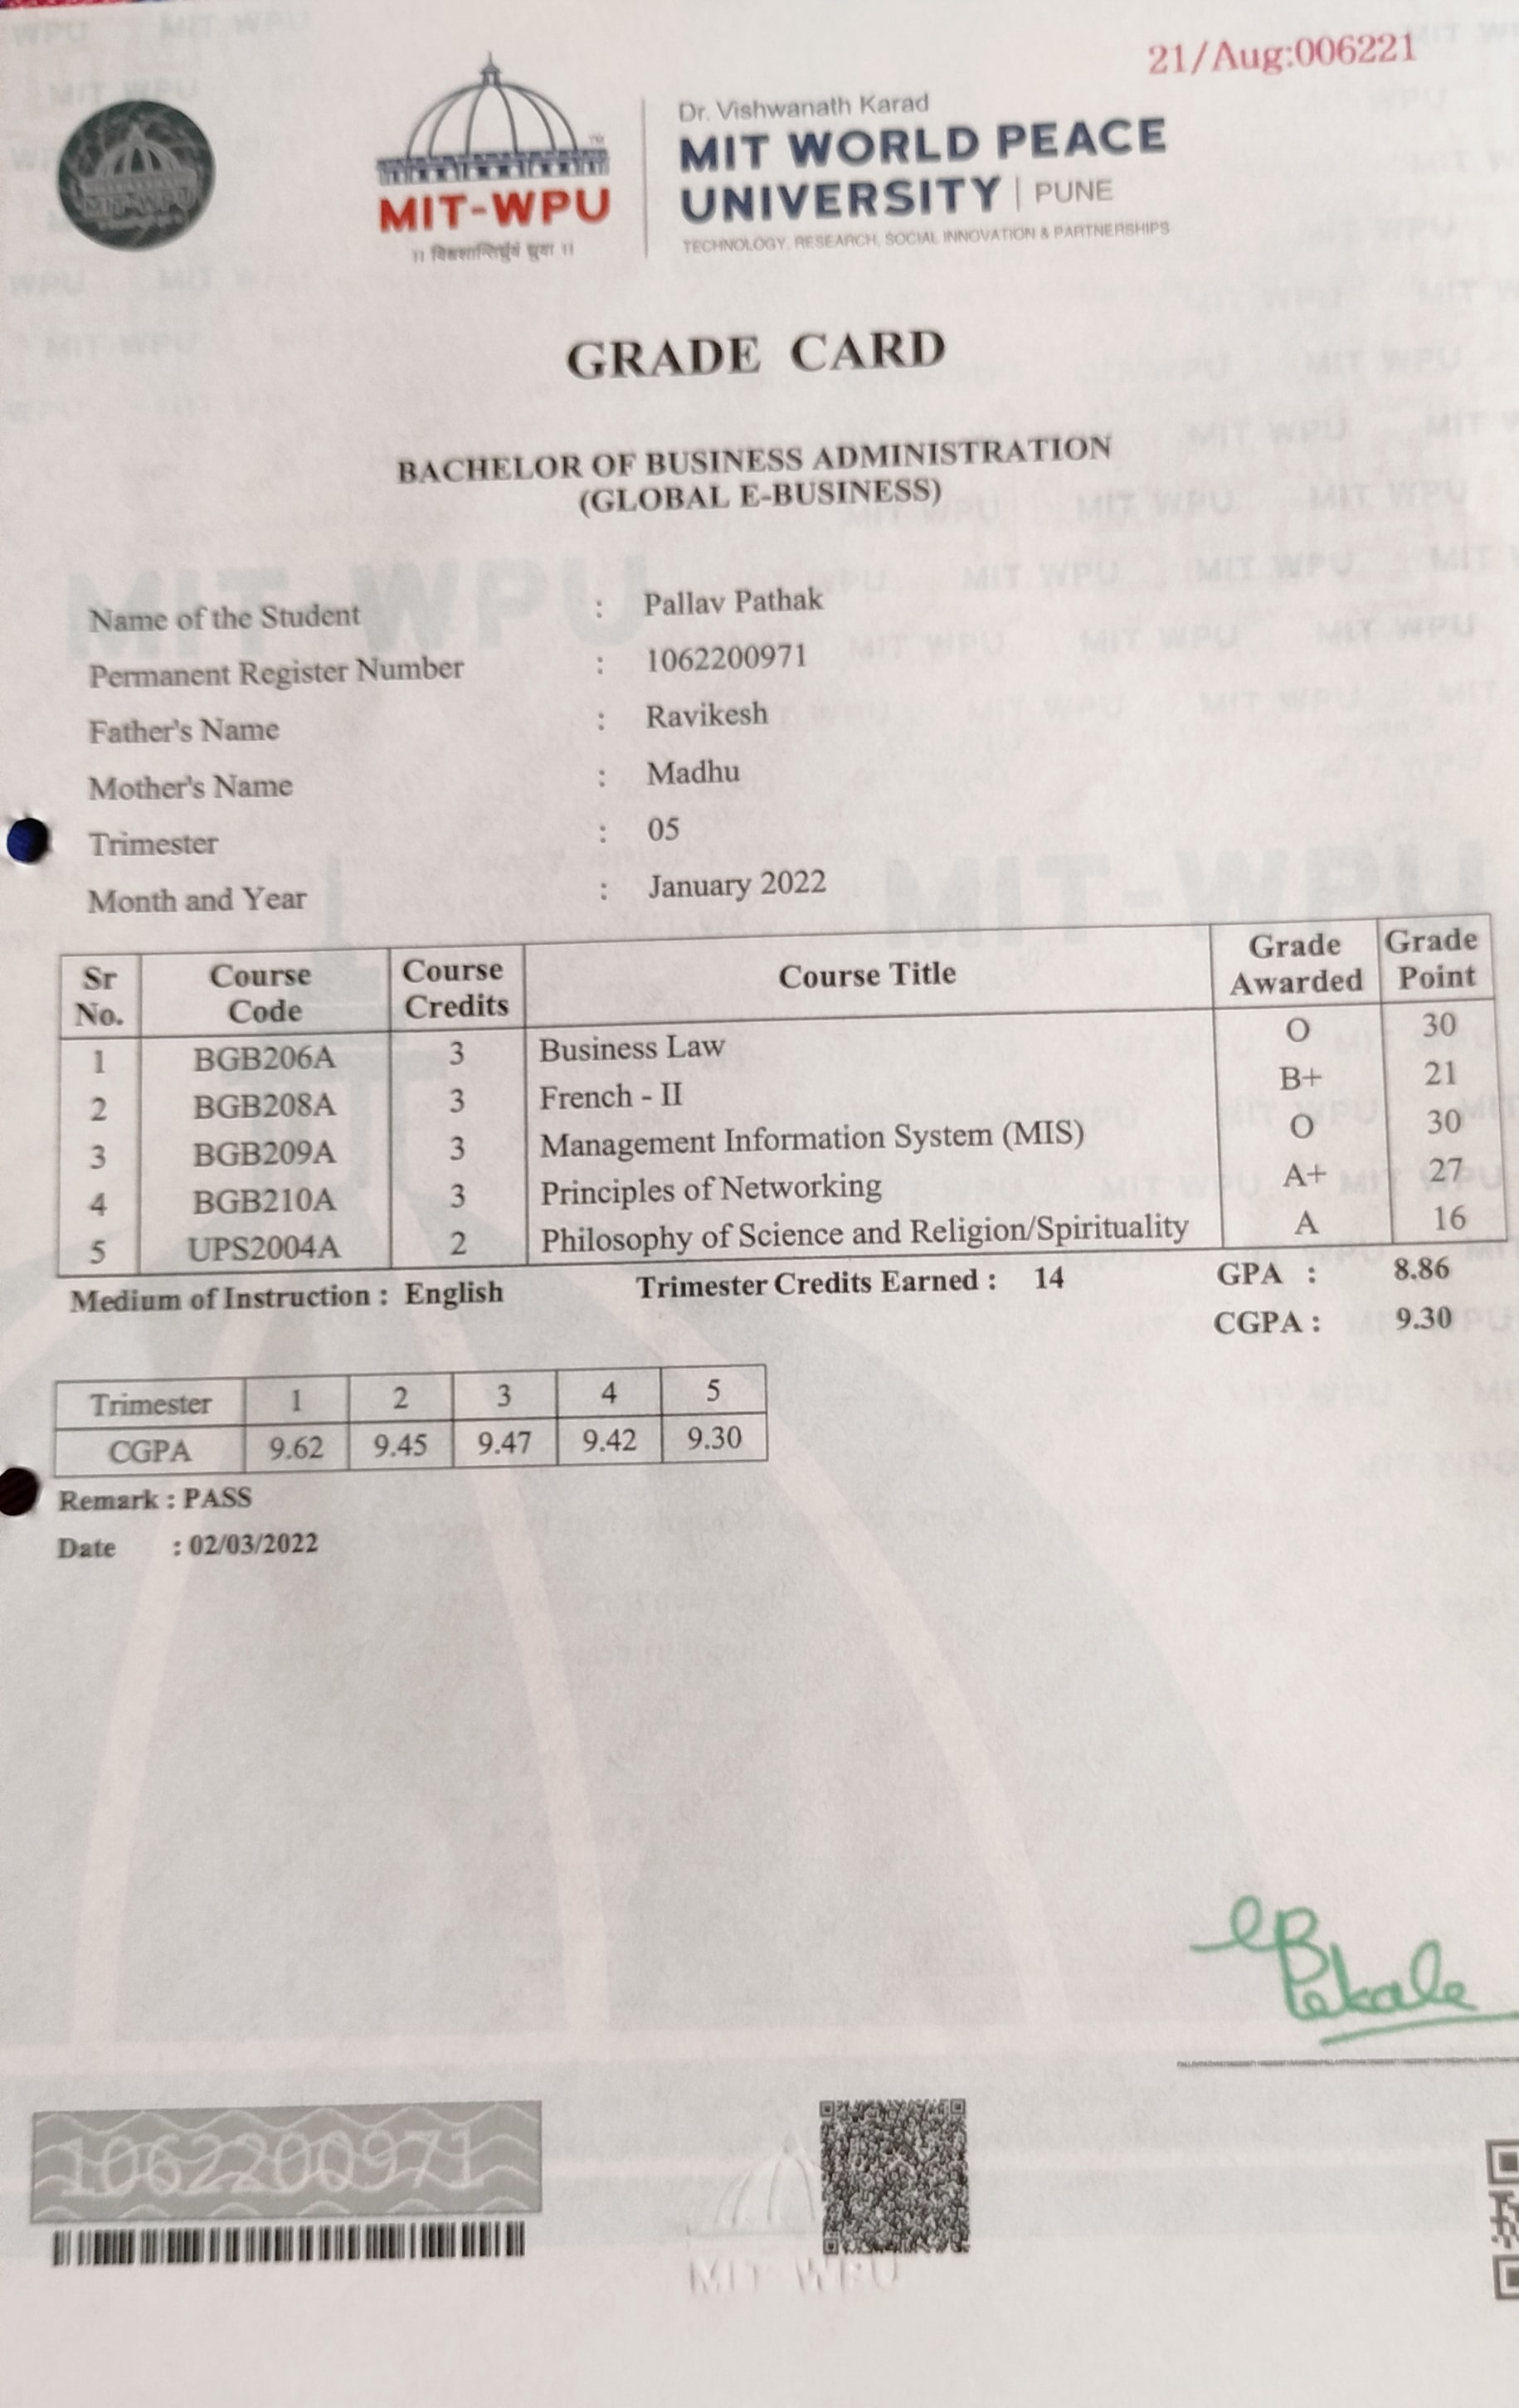 21/Aug:006221
Dr. Vishwanath Karad
MIT WORLD PEACE
UNIVERSITY | PUNE
TECHNOLOGY, RESEARCH, SOCIAL INNOVATION & PARTNERSHIPS
MIT-WPU
GRADE CARD
BACHELOR OF BUSINESS ADMINISTRATION
(GLOBAL E-BUSINESS)
Name of the Student : Pallav Pathak
Permanent Register Number : 1062200971
Father's Name : Ravikesh
Mother's Name : Madhu
Trimester : 05
Month and Year : January 2022
Sr No. Course Code Course Credits Course Title Grade Awarded Grade Point
1 BGB206A 3 Business Law O 30
2 BGB208A 3 French - II B+ 21
3 BGB209A 3 Management Information System (MIS) O 30
4 BGB210A 3 Principles of Networking A+ 27
5 UPS2004A 2 Philosophy of Science and Religion/Spirituality A 16
Medium of Instruction : English Trimester Credits Earned : 14 GPA : 8.86
CGPA : 9.30
Trimester 1 2 3 4 5
CGPA 9.62 9.45 9.47 9.42 9.30
Remark : PASS
Date : 02/03/2022
1062200971
MIT WPU